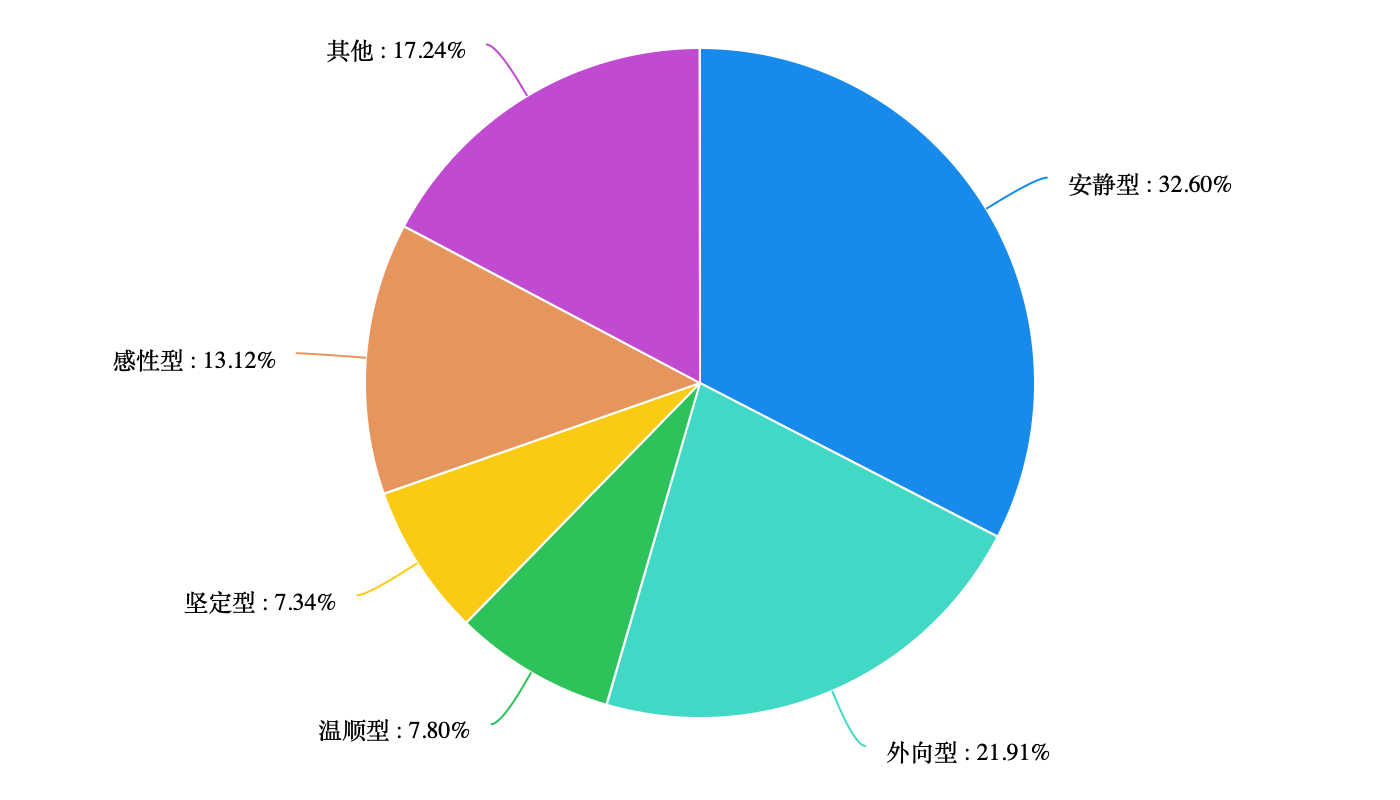 其他 : 17.24%
安静型 : 32.60%
感性型 : 13.12%
坚定型 : 7.34%
温顺型 : 7.80%
外向型 : 21.91%